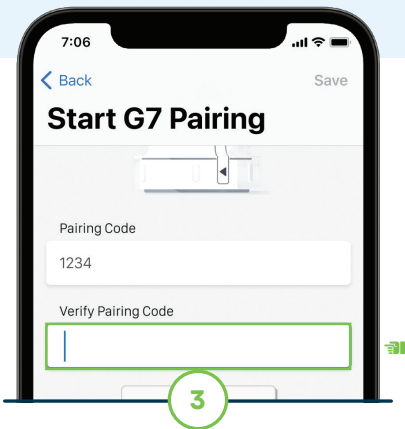 7:06
Back
Save
Start G7 Pairing
Pairing Code
1234
Verify Pairing Code
3